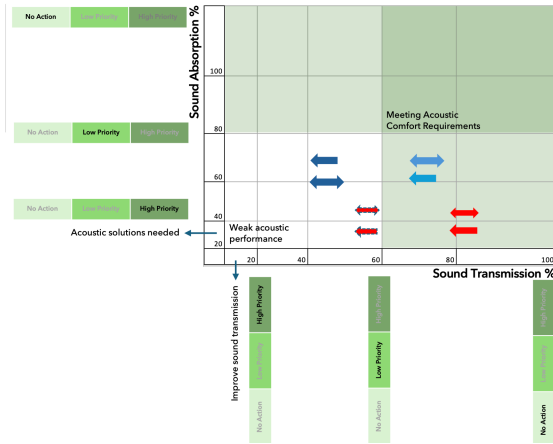 No Action Low Priority High Priority
Sound Absorption %
100
Meeting Acoustic
Comfort Requirements
80
No Action Low Priority High Priority
60
No Action Low Priority High Priority
40
Acoustic solutions needed
Weak acoustic
performance
20
20 40 60 80 100
Sound Transmission %
Improve sound transmission
High Priority
Low Priority
No Action
High Priority
Low Priority
No Action
High Priority
Low Priority
No Action